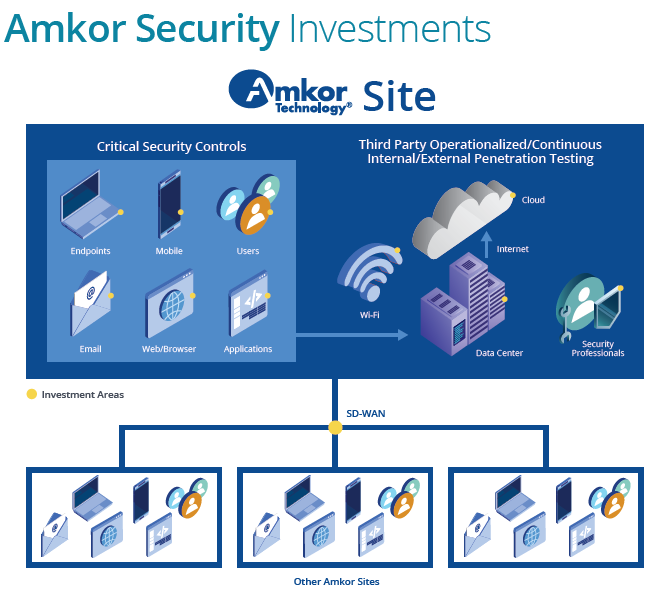 Amkor Security Investments
Amkor
Technology®
Site
Critical Security Controls
Third Party Operationalized/Continuous
Internal/External Penetration Testing
Endpoints
Mobile
Users
Email
Web/Browser
Applications
Wi-Fi
Cloud
Internet
Data Center
Security
Professionals
Investment Areas
SD-WAN
Other Amkor Sites